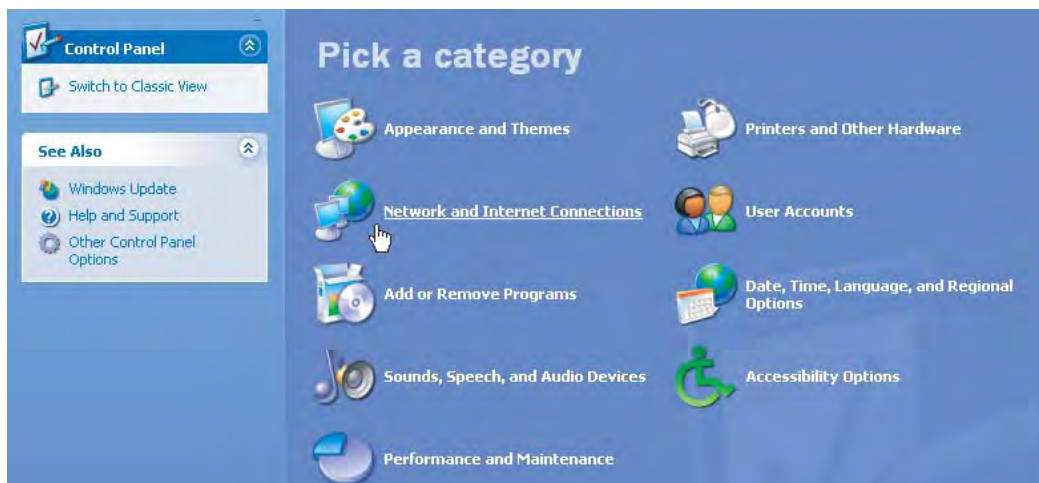 Control Panel
Switch to Classic View
See Also
Windows Update
Help and Support
Other Control Panel
Options
Pick a category
Appearance and Themes
Printers and Other Hardware
Network and Internet Connections
User Accounts
Add or Remove Programs
Date, Time, Language, and Regional
Options
Sounds, Speech, and Audio Devices
Accessibility Options
Performance and Maintenance